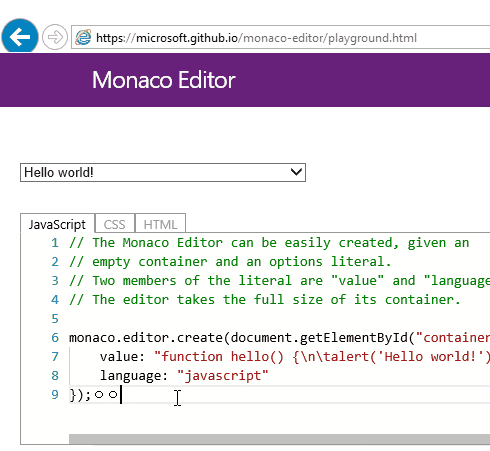 https://microsoft.github.io/monaco-editor/playground.html
Monaco Editor
Hello world!
JavaScript CSS HTML
1 // The Monaco Editor can be easily created, given an
2 // empty container and an options literal.
3 // Two members of the literal are "value" and "language
4 // The editor takes the full size of its container.
5
6 monaco.editor.create(document.getElementById("container
7 value: "function hello() {\n\talert('Hello world!')
8 language: "javascript"
9 });○○